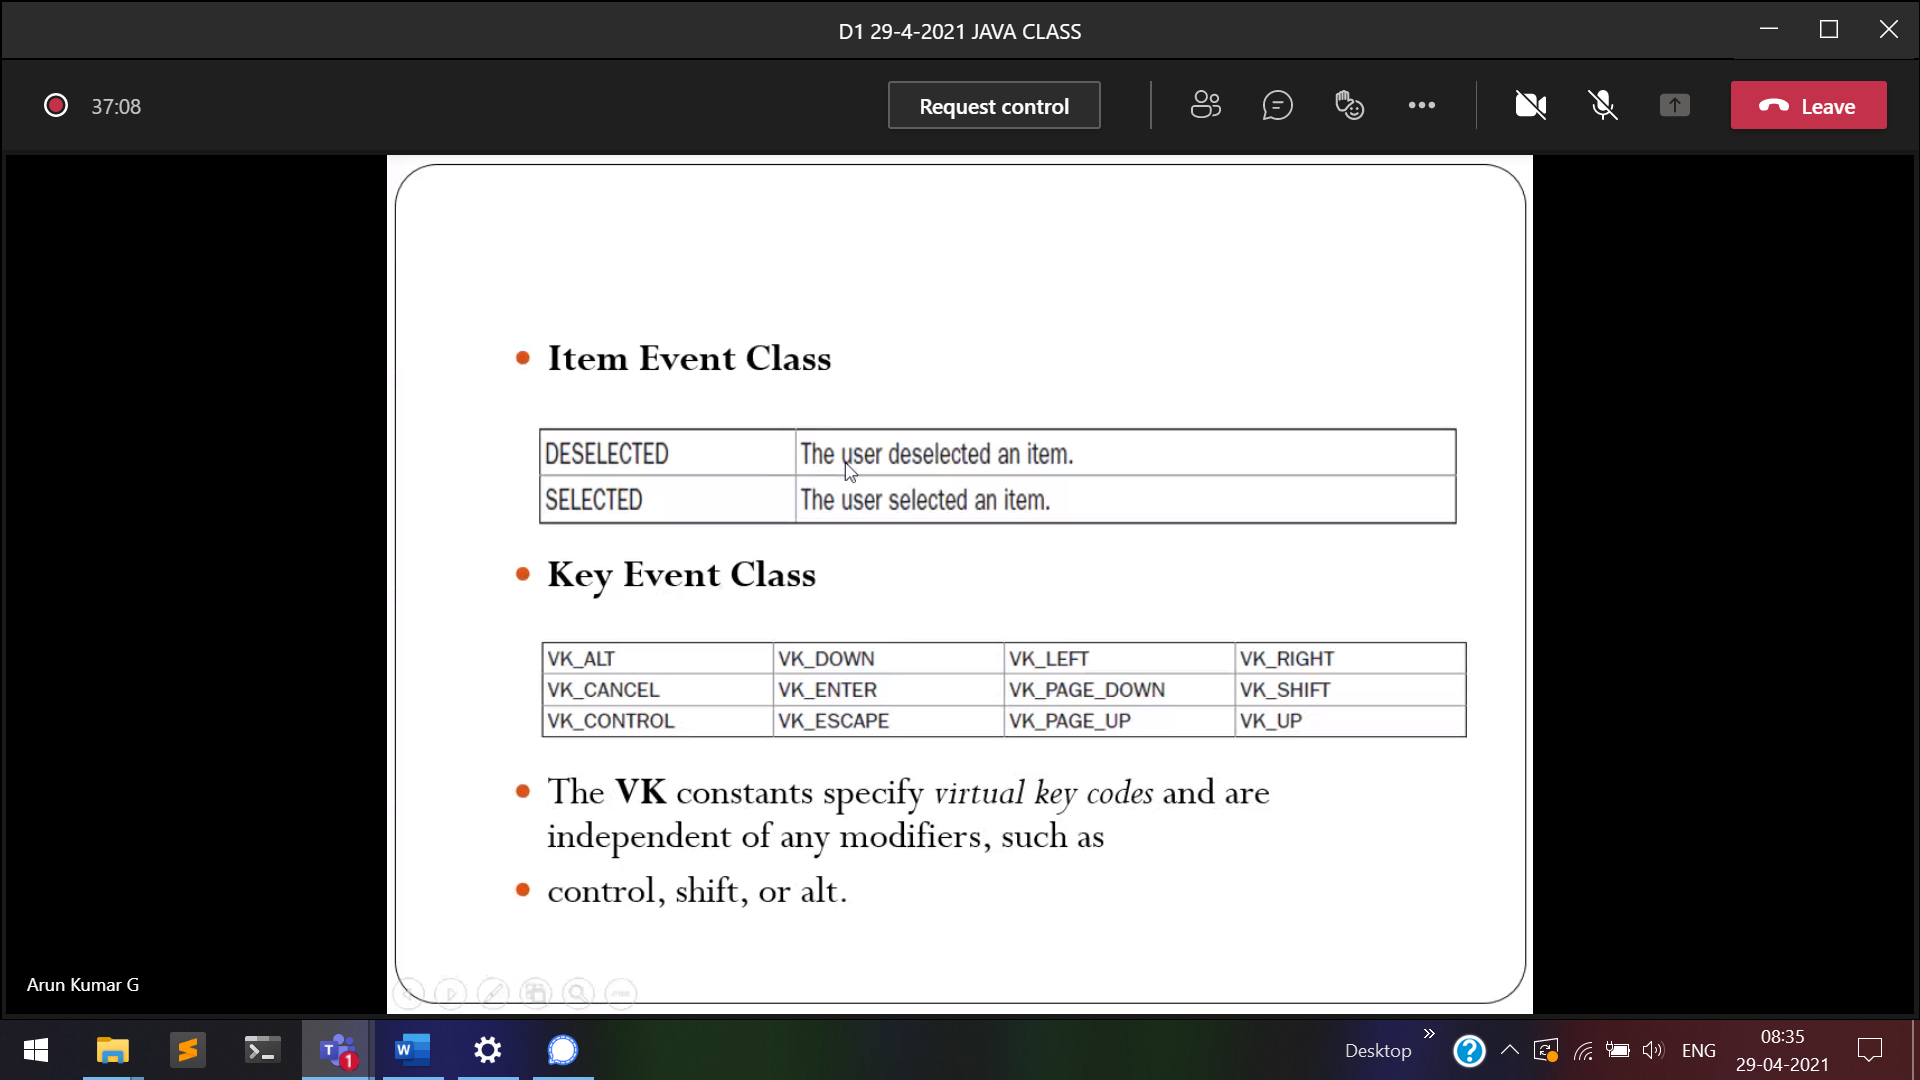 D1 29-4-2021 JAVA CLASS
37:08
Request control
Leave
Item Event Class
DESELECTED The user deselected an item.
SELECTED The user selected an item.
Key Event Class
VK_ALT VK_DOWN VK_LEFT VK_RIGHT
VK_CANCEL VK_ENTER VK_PAGE_DOWN VK_SHIFT
VK_CONTROL VK_ESCAPE VK_PAGE_UP VK_UP
The VK constants specify virtual key codes and are
independent of any modifiers, such as
control, shift, or alt.
Arun Kumar G
T 1
W
Desktop
»
?
ENG
08:35
29-04-2021